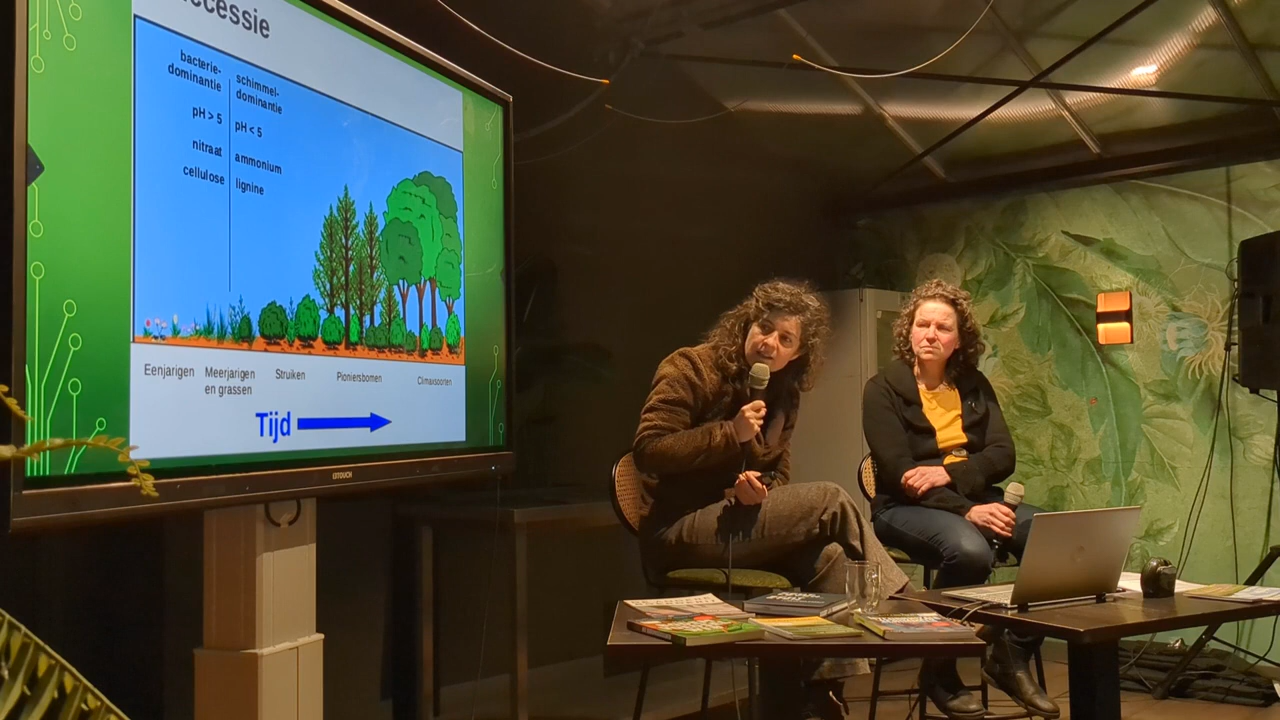 bacterie-
dominantie
pH > 5
nitraat
cellulose
schimmel-
dominantie
pH < 5
ammonium
lignine
Eenjarigen
Meerjarigen
en grassen
Struiken
Pioniersbomen
Climaxsoorten
Tijd